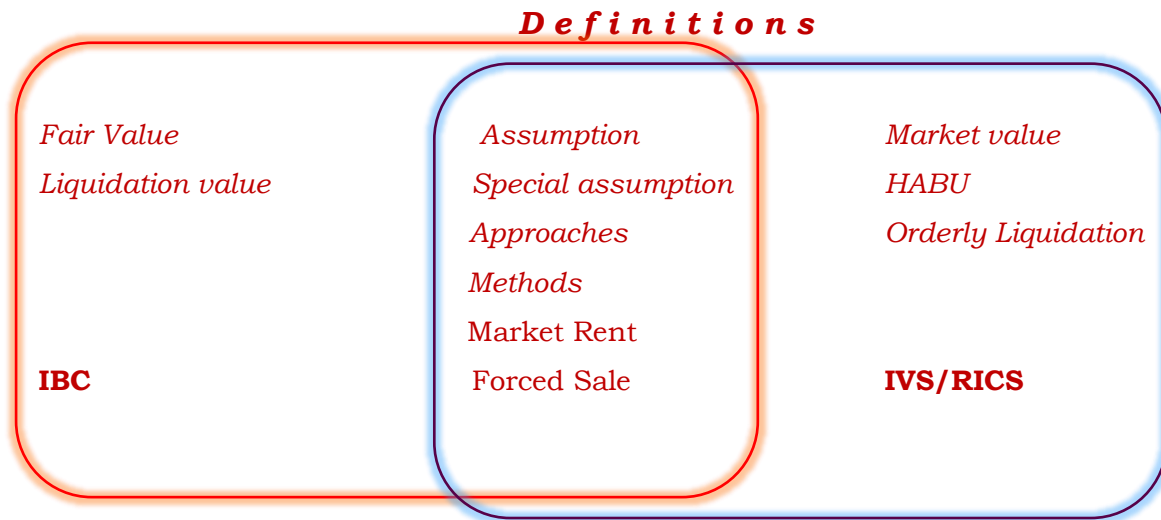 Definitions
Fair Value
Liquidation value
IBC
Assumption
Special assumption
Approaches
Methods
Market Rent
Forced Sale
Market value
HABU
Orderly Liquidation
IVS/RICS